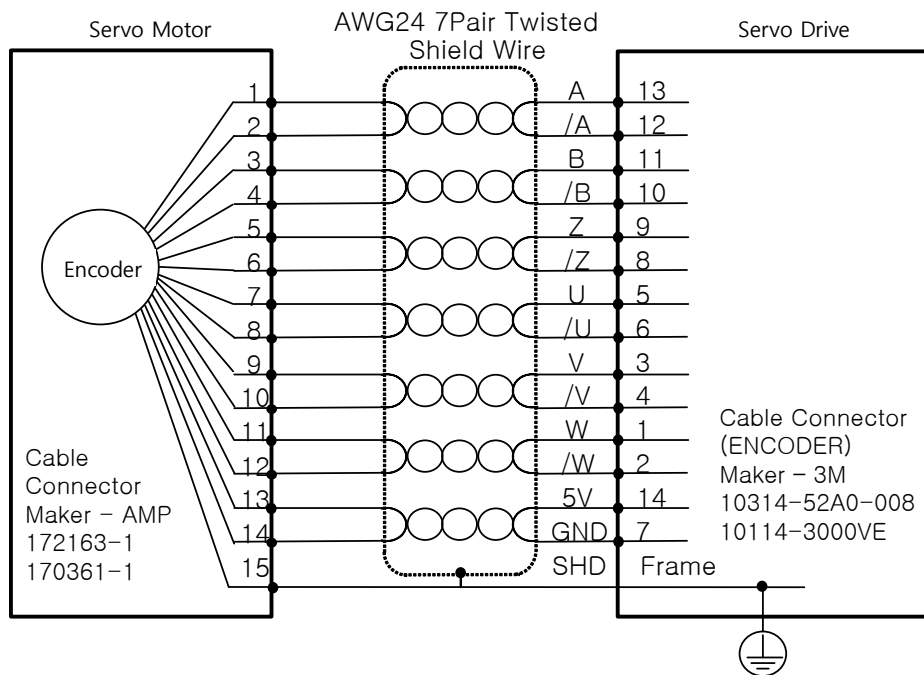 Servo Motor
AWG24 7Pair Twisted
Shield Wire
Servo Drive
1 A 13
2 /A 12
3 B 11
4 /B 10
5 Z 9
6 /Z 8
7 U 5
8 /U 6
9 V 3
10 /V 4
11 W 1
12 /W 2
13 5V 14
14 GND 7
15 SHD Frame
Encoder
Cable
Connector
Maker - AMP
172163-1
170361-1
Cable Connector
(ENCODER)
Maker - 3M
10314-52A0-008
10114-3000VE